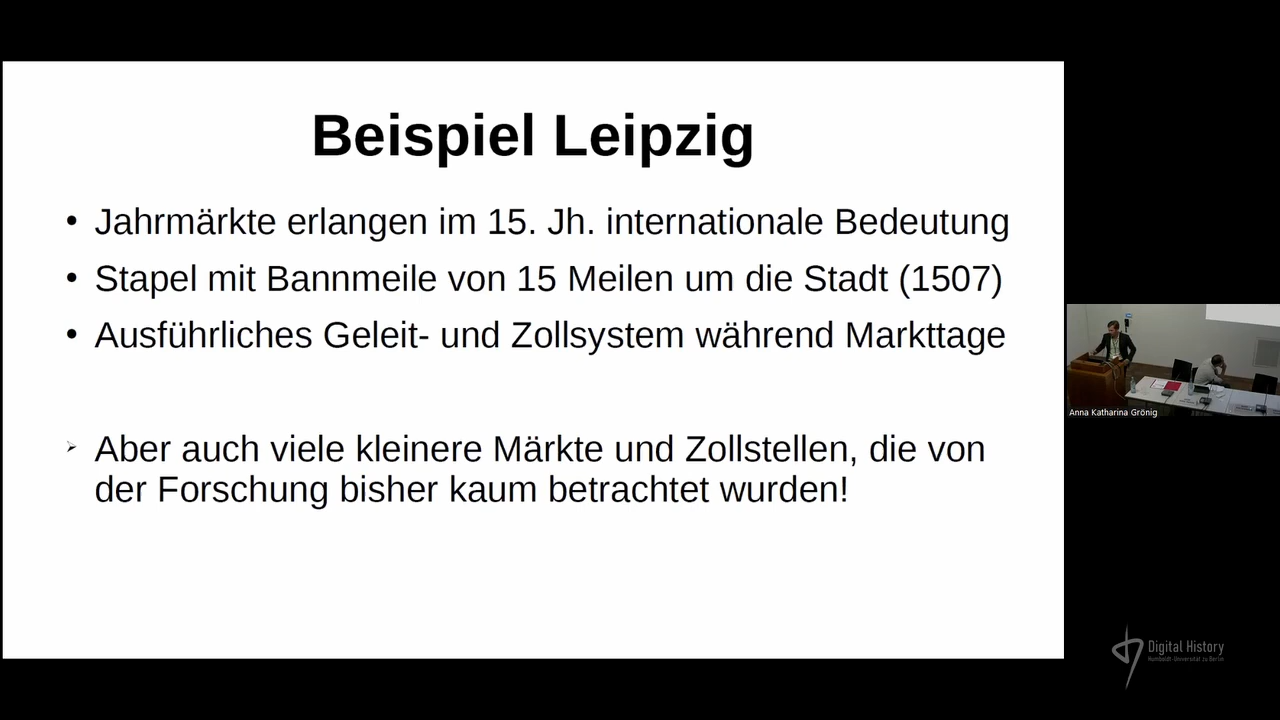 Beispiel Leipzig
• Jahrmärkte erlangen im 15. Jh. internationale Bedeutung
• Stapel mit Bannmeile von 15 Meilen um die Stadt (1507)
• Ausführliches Geleit- und Zollsystem während Markttage
➢ Aber auch viele kleinere Märkte und Zollstellen, die von
der Forschung bisher kaum betrachtet wurden!
Anna Katharina Grönig
Digital History
Humboldt-Universität zu Berlin